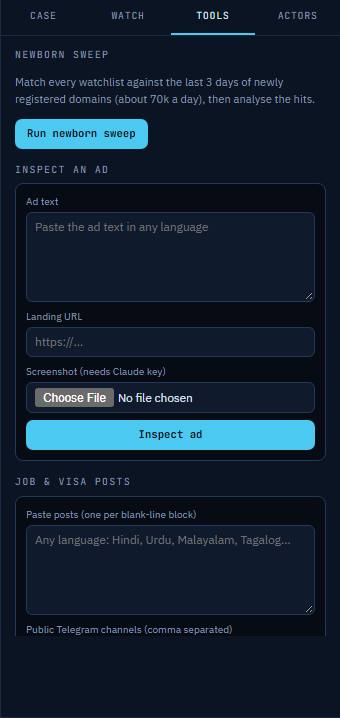 CASE WATCH TOOLS ACTORS
NEWBORN SWEEP
Match every watchlist against the last 3 days of newly
registered domains (about 70k a day), then analyse the hits.
Run newborn sweep
INSPECT AN AD
Ad text
Paste the ad text in any language
Landing URL
https://…
Screenshot (needs Claude key)
Choose File No file chosen
Inspect ad
JOB & VISA POSTS
Paste posts (one per blank-line block)
Any language: Hindi, Urdu, Malayalam, Tagalog…
Public Telegram channels (comma separated)